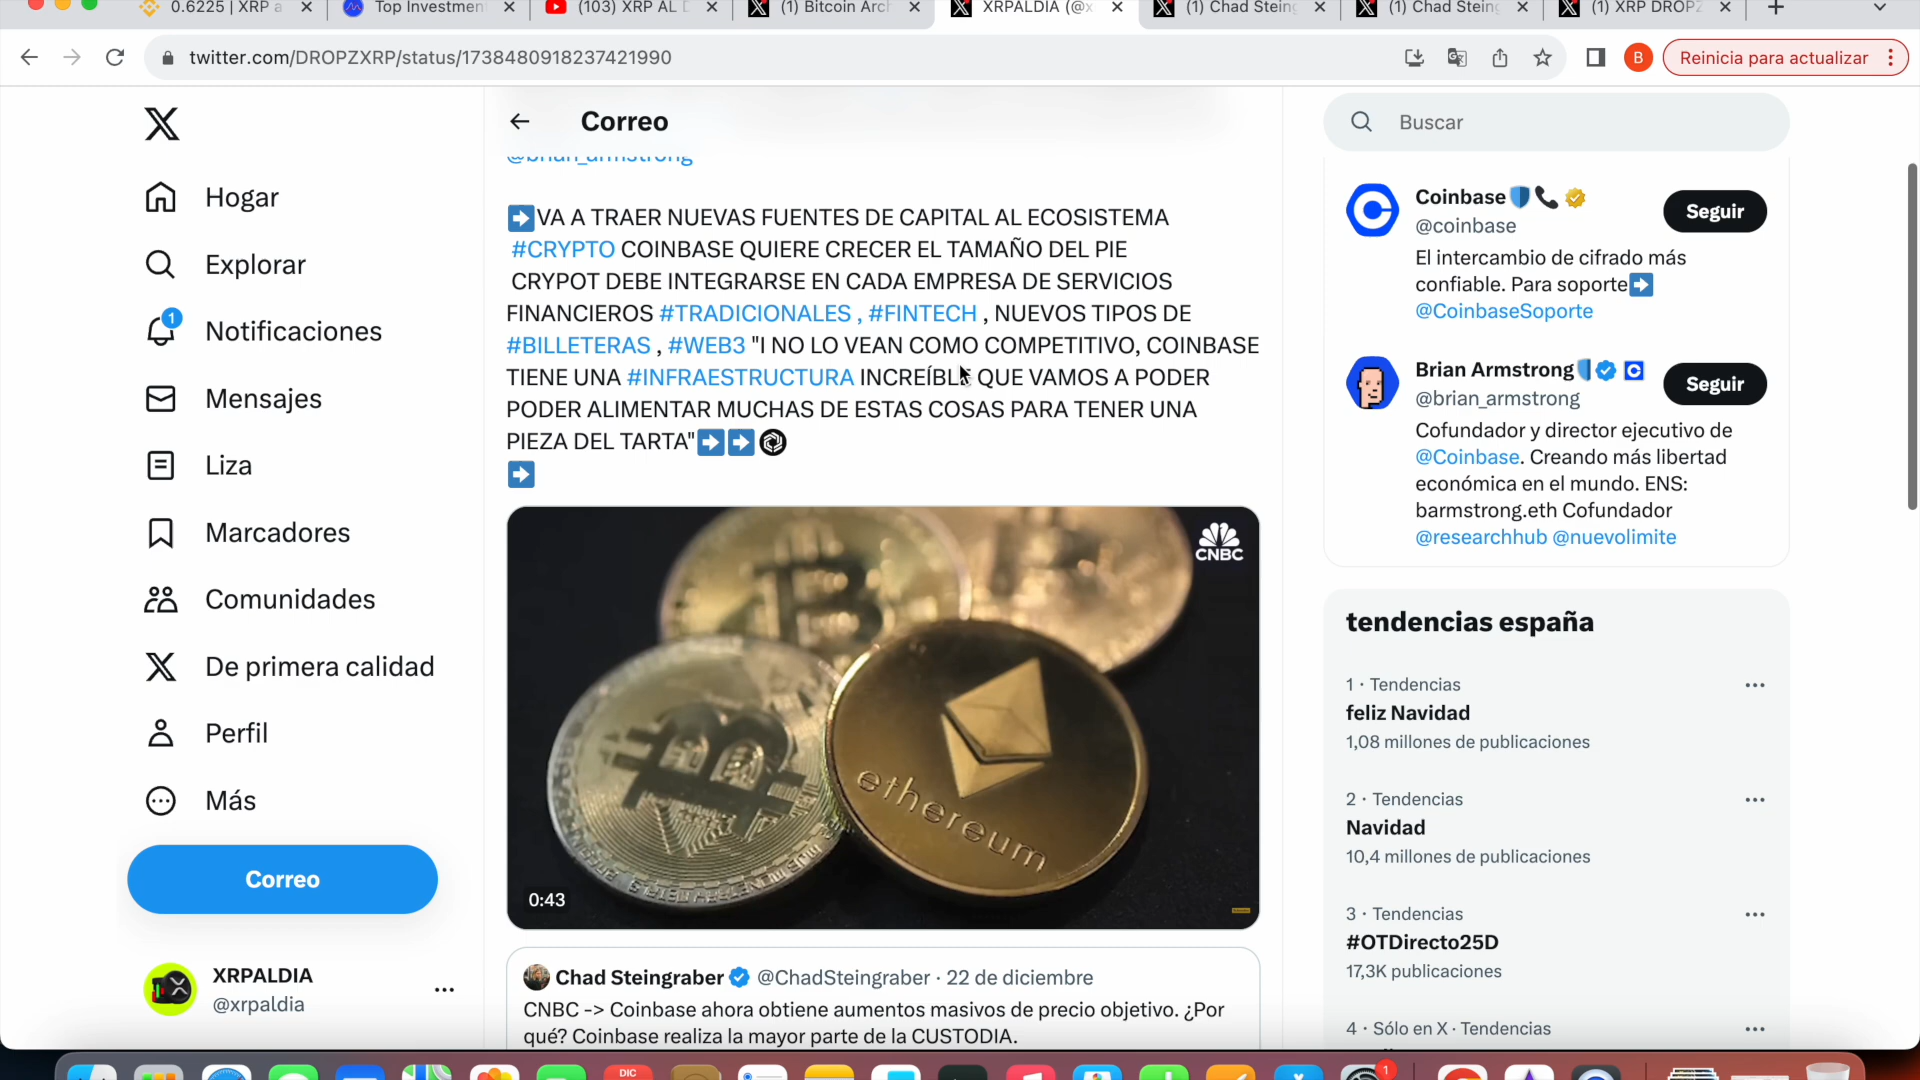 0.6225 | XRP a
Top Investmen
(103) XRP AL D
(1) Bitcoin Arch
XRPALDIA (@x
(1) Chad Stein
(1) Chad Stein
(1) XRP DROPZ
twitter.com/DROPZXRP/status/1738480918237421990
B
Reinicia para actualizar
Hogar
Explorar
1
Notificaciones
Mensajes
Liza
Marcadores
Comunidades
De primera calidad
Perfil
Más
Correo
XRPALDIA
@xrpaldia
Correo
@brian_armstrong
➡️VA A TRAER NUEVAS FUENTES DE CAPITAL AL ECOSISTEMA
#CRYPTO COINBASE QUIERE CRECER EL TAMAÑO DEL PIE
CRYPOT DEBE INTEGRARSE EN CADA EMPRESA DE SERVICIOS
FINANCIEROS #TRADICIONALES , #FINTECH , NUEVOS TIPOS DE
#BILLETERAS , #WEB3 "I NO LO VEAN COMO COMPETITIVO, COINBASE
TIENE UNA #INFRAESTRUCTURA INCREÍBLE QUE VAMOS A PODER
PODER ALIMENTAR MUCHAS DE ESTAS COSAS PARA TENER UNA
PIEZA DEL TARTA"➡️➡️
➡️
CNBC
ethereum
0:43
Chad Steingraber @ChadSteingraber · 22 de diciembre
CNBC -> Coinbase ahora obtiene aumentos masivos de precio objetivo. ¿Por
qué? Coinbase realiza la mayor parte de la CUSTODIA.
Buscar
Coinbase🛡️📞
@coinbase
Seguir
El intercambio de cifrado más
confiable. Para soporte➡️
@CoinbaseSoporte
Brian Armstrong
@brian_armstrong
Seguir
Cofundador y director ejecutivo de
@Coinbase. Creando más libertad
económica en el mundo. ENS:
barmstrong.eth Cofundador
@researchhub @nuevolimite
tendencias españa
1 · Tendencias
feliz Navidad
1,08 millones de publicaciones
2 · Tendencias
Navidad
10,4 millones de publicaciones
3 · Tendencias
#OTDirecto25D
17,3K publicaciones
4 · Sólo en X · Tendencias
DIC
1